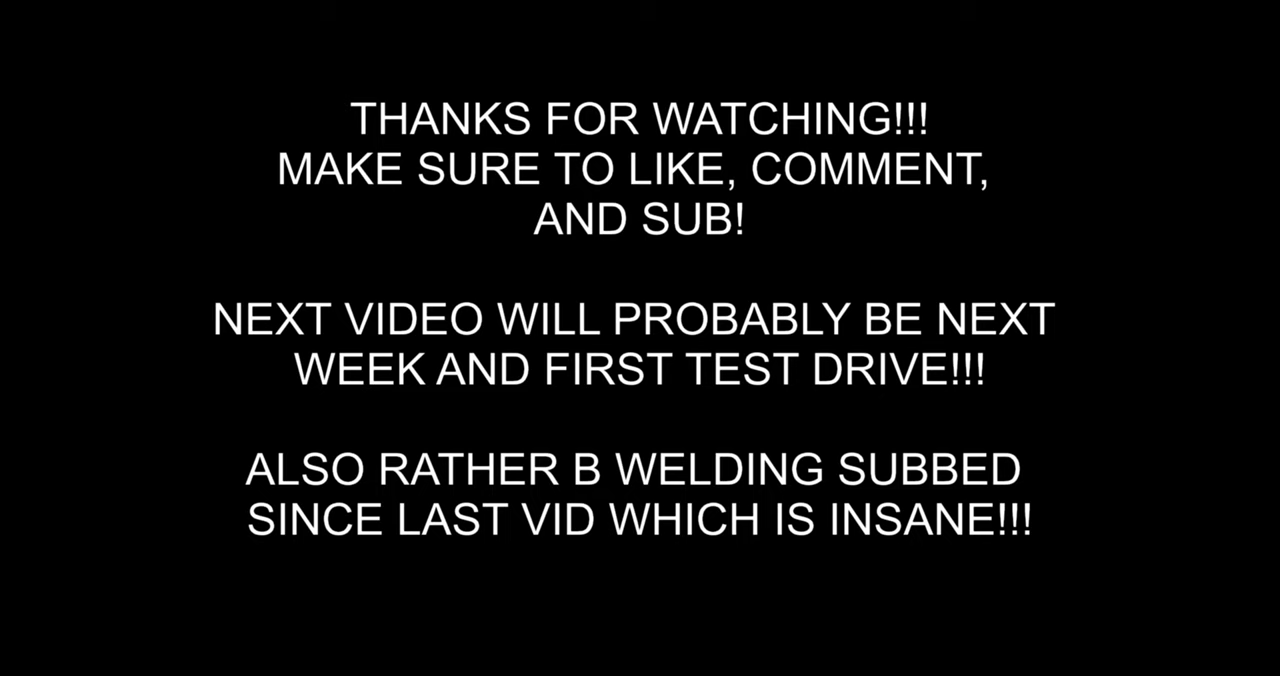 THANKS FOR WATCHING!!!
MAKE SURE TO LIKE, COMMENT,
AND SUB!
NEXT VIDEO WILL PROBABLY BE NEXT
WEEK AND FIRST TEST DRIVE!!!
ALSO RATHER B WELDING SUBBED
SINCE LAST VID WHICH IS INSANE!!!